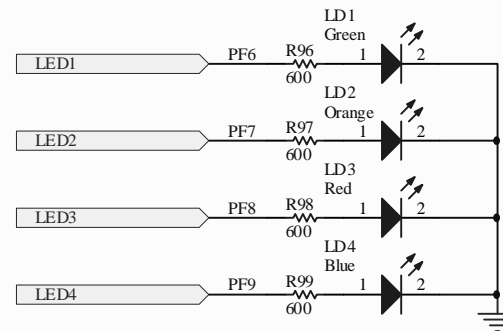 LD1
Green
LED1 PF6 R96 600 1 2
LD2
Orange
LED2 PF7 R97 600 1 2
LD3
Red
LED3 PF8 R98 600 1 2
LD4
Blue
LED4 PF9 R99 600 1 2